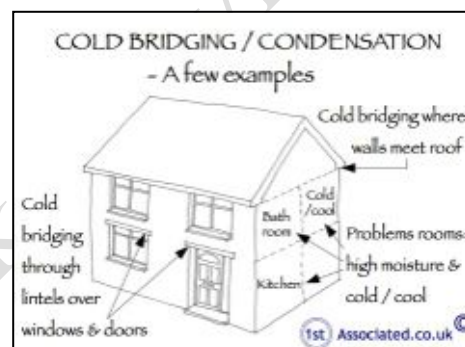 COLD BRIDGING / CONDENSATION
- A few examples
Cold bridging where
walls meet roof
Cold
bridging
through
lintels over
windows & doors
Bath
room
Cold
/cool
Kitchen
Problems rooms
high moisture &
cold / cool
1st Associated.co.uk ©